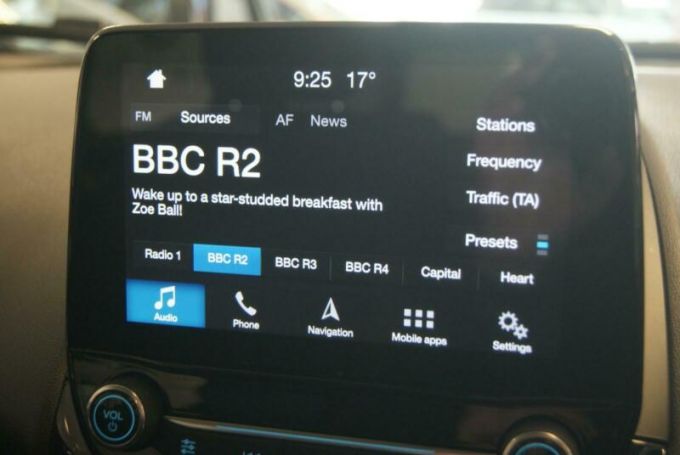 9:25 17°
FM Sources AF News
Stations
BBC R2
Frequency
Wake up to a star-studded breakfast with
Zoe Ball!
Traffic (TA)
Presets
Radio 1 BBC R2 BBC R3 BBC R4 Capital Heart
Audio Phone Navigation Mobile apps Settings
VOL